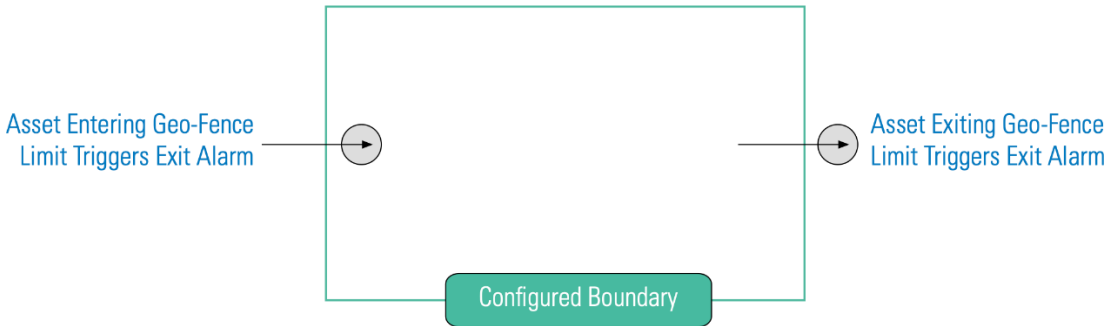 Asset Entering Geo-Fence
Limit Triggers Exit Alarm
Asset Exiting Geo-Fence
Limit Triggers Exit Alarm
Configured Boundary